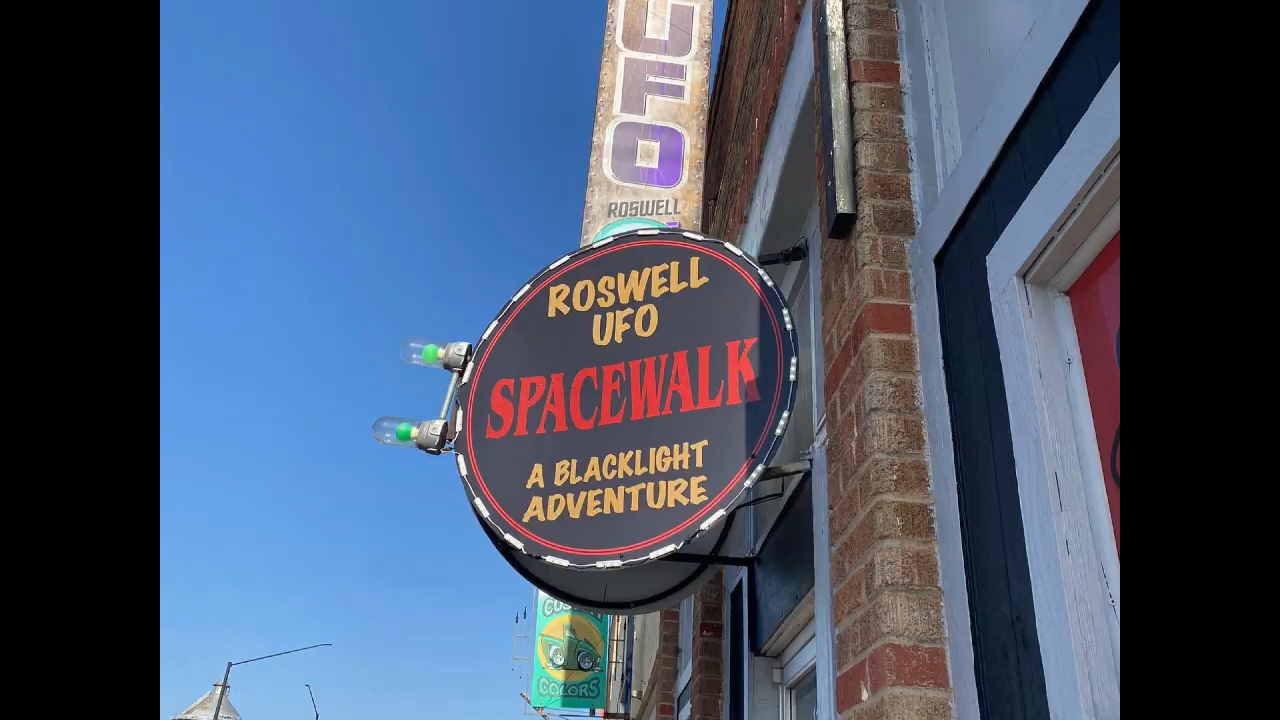 UFO
ROSWELL
ROSWELL
UFO
SPACEWALK
A BLACKLIGHT
ADVENTURE
COLORS